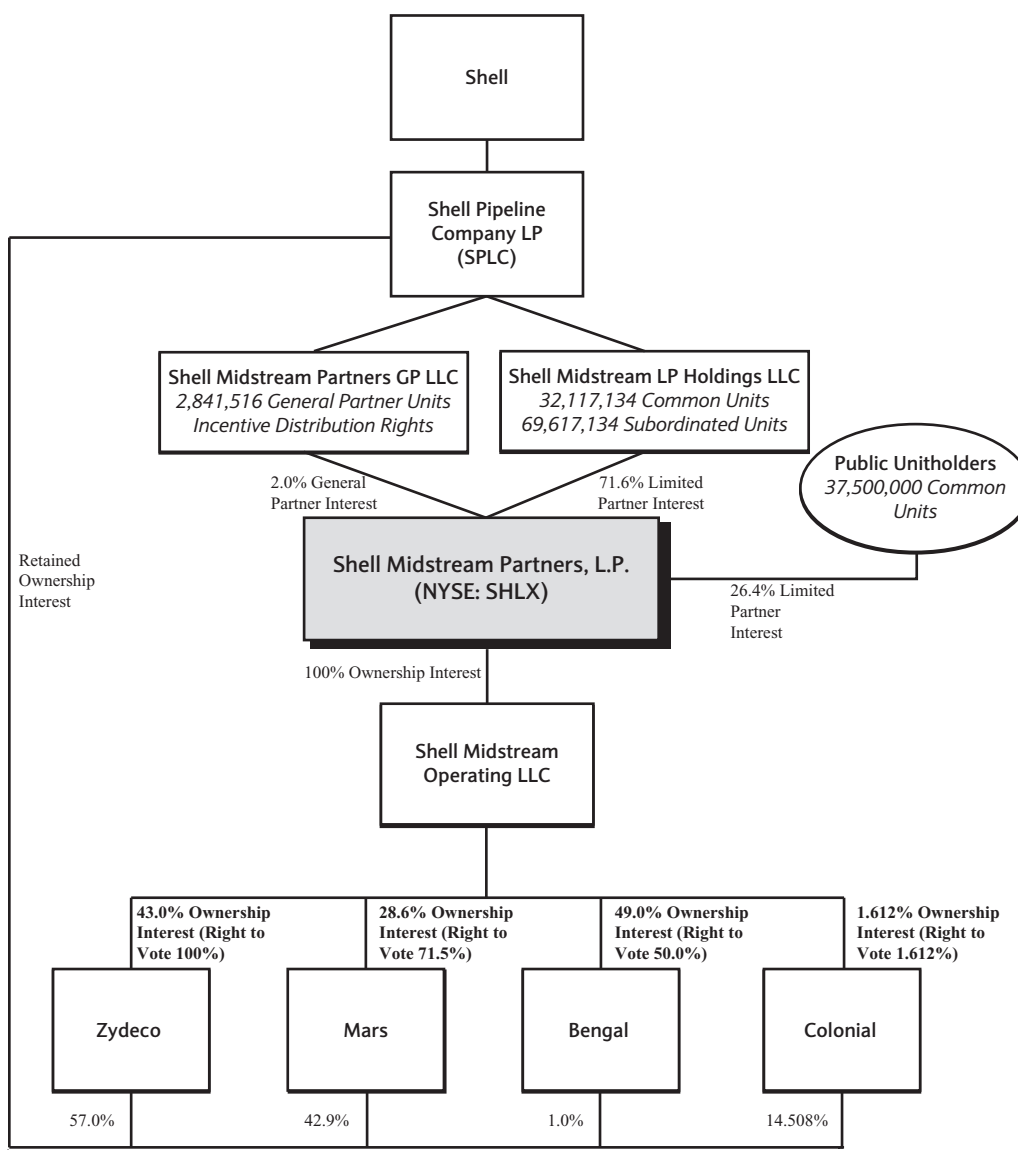 Shell
Shell Pipeline
Company LP
(SPLC)
Shell Midstream Partners GP LLC
2,841,516 General Partner Units
Incentive Distribution Rights
Shell Midstream LP Holdings LLC
32,117,134 Common Units
69,617,134 Subordinated Units
Public Unitholders
37,500,000 Common
Units
2.0% General
Partner Interest
71.6% Limited
Partner Interest
Retained
Ownership
Interest
Shell Midstream Partners, L.P.
(NYSE: SHLX)
26.4% Limited
Partner
Interest
100% Ownership Interest
Shell Midstream
Operating LLC
43.0% Ownership
Interest (Right to
Vote 100%)
28.6% Ownership
Interest (Right to
Vote 71.5%)
49.0% Ownership
Interest (Right to
Vote 50.0%)
1.612% Ownership
Interest (Right to
Vote 1.612%)
Zydeco
Mars
Bengal
Colonial
57.0%
42.9%
1.0%
14.508%